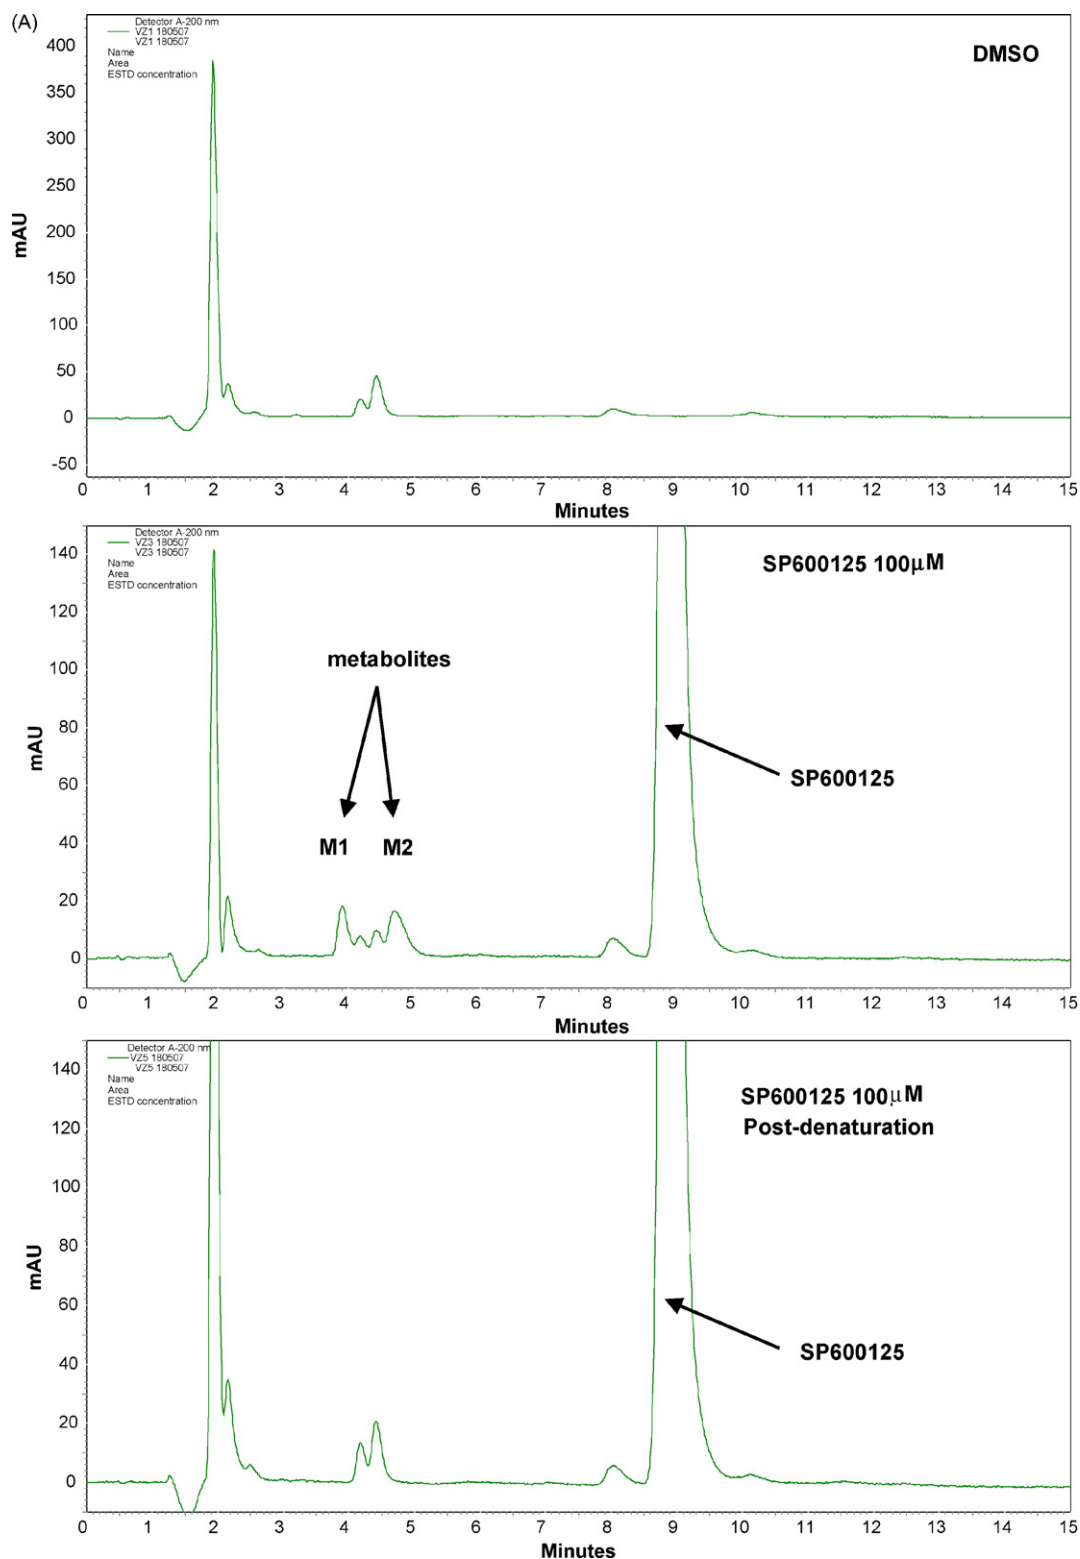 (A)
Detector A-200 nm
VZ1 180507
VZ1 180507
Name
Area
ESTD concentration
DMSO
400
350
300
250
200
150
100
50
0
-50
mAU
0 1 2 3 4 5 6 7 8 9 10 11 12 13 14 15
Minutes
Detector A-200 nm
VZ3 180507
VZ3 180507
Name
Area
ESTD concentration
SP600125 100μM
140
120
100
80
60
40
20
0
mAU
metabolites
M1 M2
SP600125
0 1 2 3 4 5 6 7 8 9 10 11 12 13 14 15
Minutes
Detector A-200 nm
VZ5 180507
VZ5 180507
Name
Area
ESTD concentration
SP600125 100μM
Post-denaturation
140
120
100
80
60
40
20
0
mAU
SP600125
0 1 2 3 4 5 6 7 8 9 10 11 12 13 14 15
Minutes